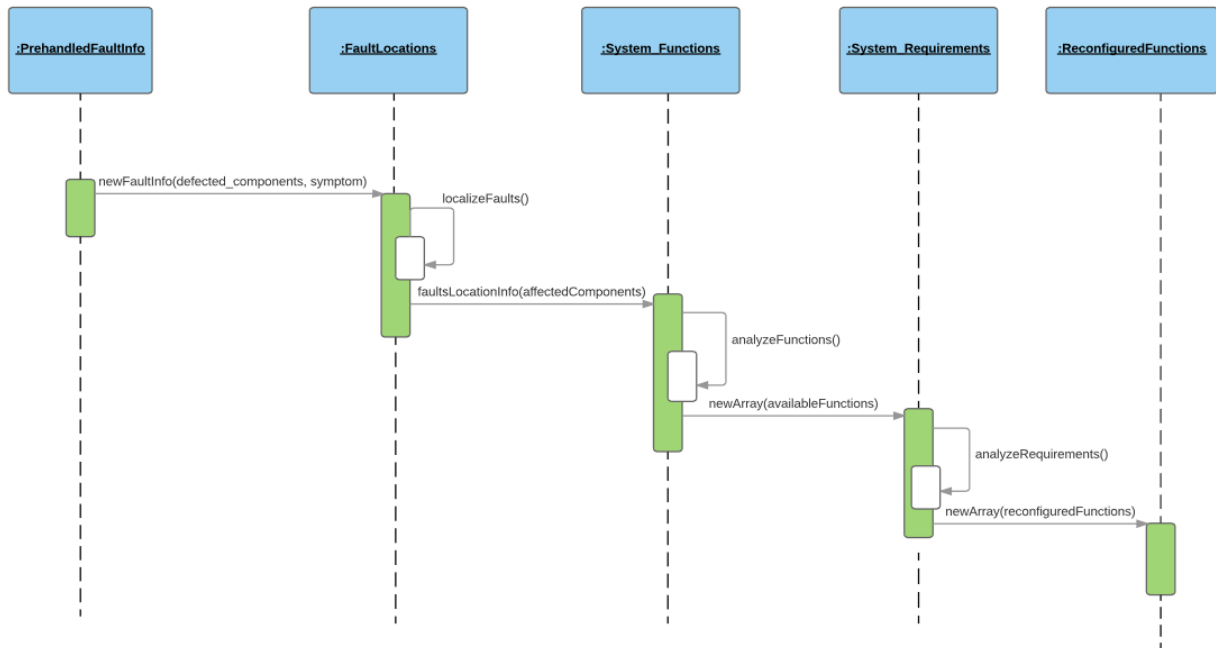 :PrehandledFaultInfo
:FaultLocations
:System_Functions
:System_Requirements
:ReconfiguredFunctions
newFaultInfo(defected_components, symptom)
localizeFaults()
faultsLocationInfo(affectedComponents)
analyzeFunctions()
newArray(availableFunctions)
analyzeRequirements()
newArray(reconfiguredFunctions)